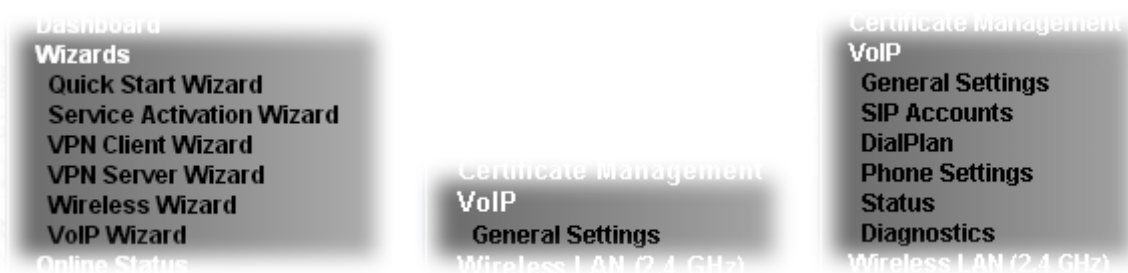 Dashboard
Wizards
Quick Start Wizard
Service Activation Wizard
VPN Client Wizard
VPN Server Wizard
Wireless Wizard
VoIP Wizard
Online Status
Certificate Management
VoIP
General Settings
Wireless LAN (2.4 GHz)
Certificate Management
VoIP
General Settings
SIP Accounts
DialPlan
Phone Settings
Status
Diagnostics
Wireless LAN (2.4 GHz)